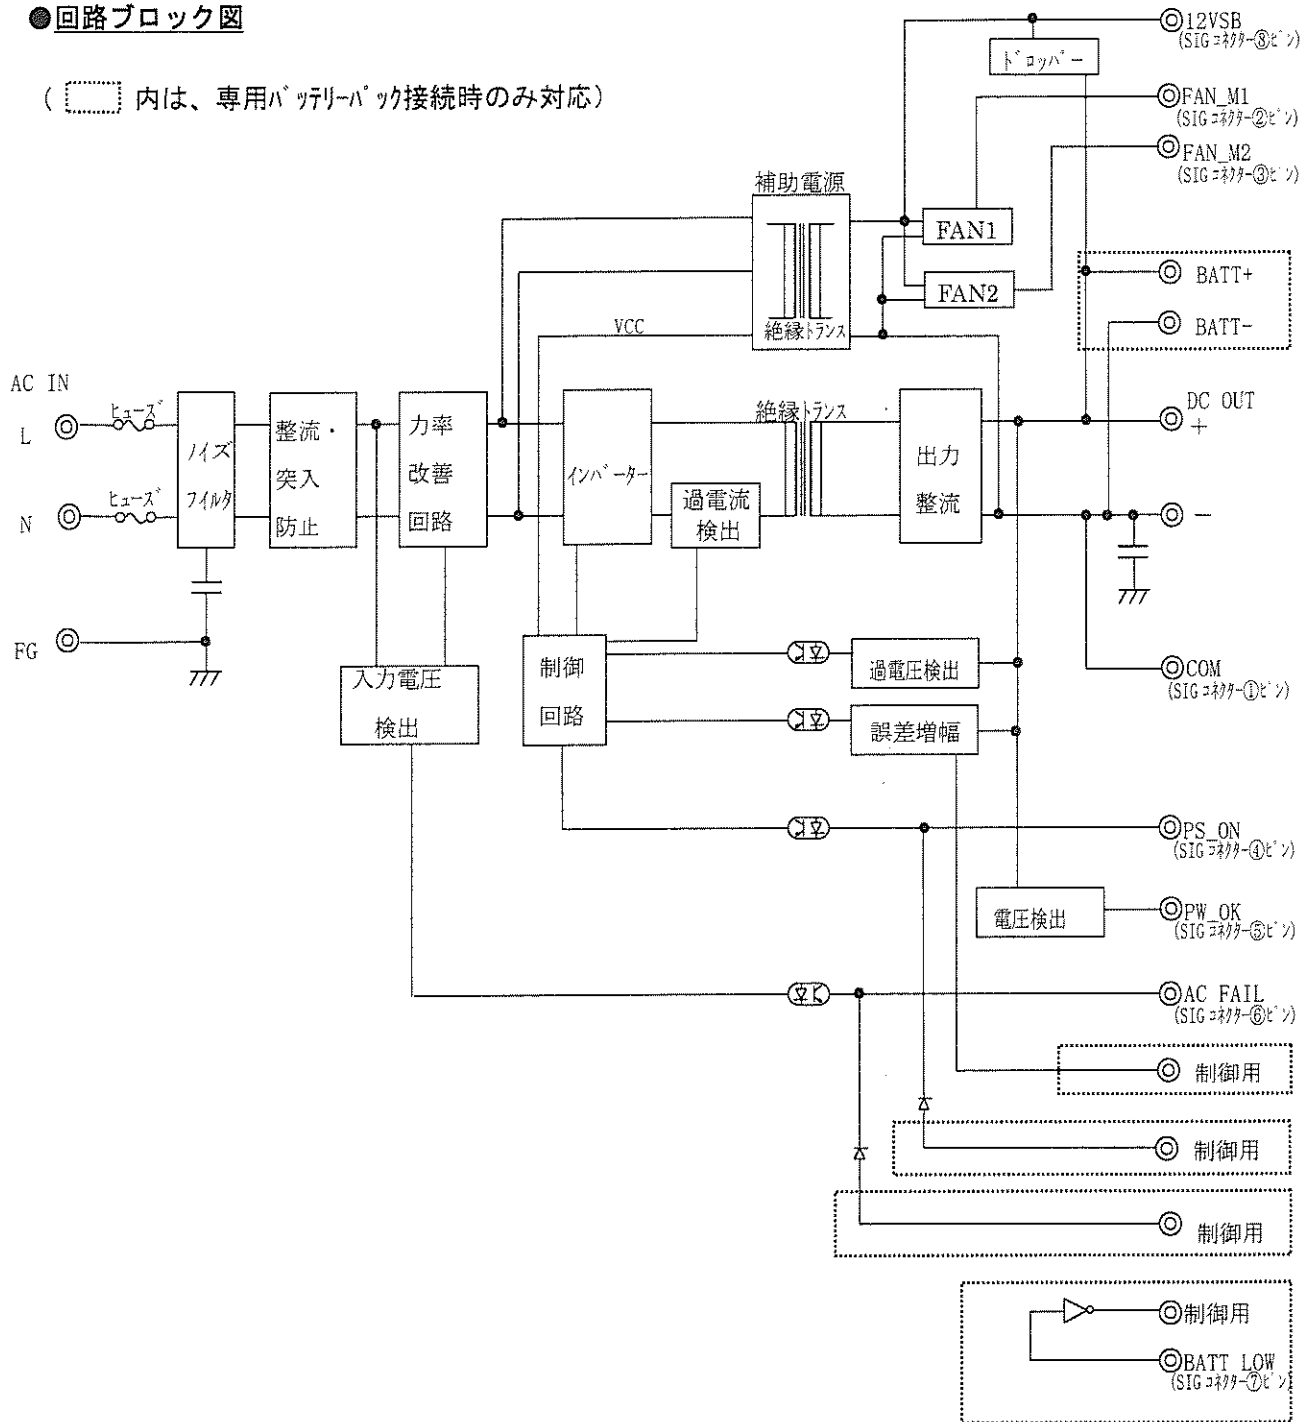 ●回路ブロック図
( 内は、専用バッテリーパック接続時のみ対応)
12VSB
(SIGコネクター⑧ピン)
ドロッパー
FAN_M1
(SIGコネクター②ピン)
FAN_M2
(SIGコネクター③ピン)
補助電源
FAN1
FAN2
絶縁トランス
VCC
BATT+
BATT-
AC IN
L
ヒューズ
N
ヒューズ
FG
ノイズ
フィルタ
整流・
突入
防止
力率
改善
回路
インバーター
過電流
検出
絶縁トランス
出力
整流
DC OUT
+
-
入力電圧
検出
制御
回路
過電圧検出
誤差増幅
COM
(SIGコネクター①ピン)
PS_ON
(SIGコネクター④ピン)
電圧検出
PW_OK
(SIGコネクター⑤ピン)
AC FAIL
(SIGコネクター⑥ピン)
制御用
制御用
制御用
制御用
BATT LOW
(SIGコネクター⑦ピン)